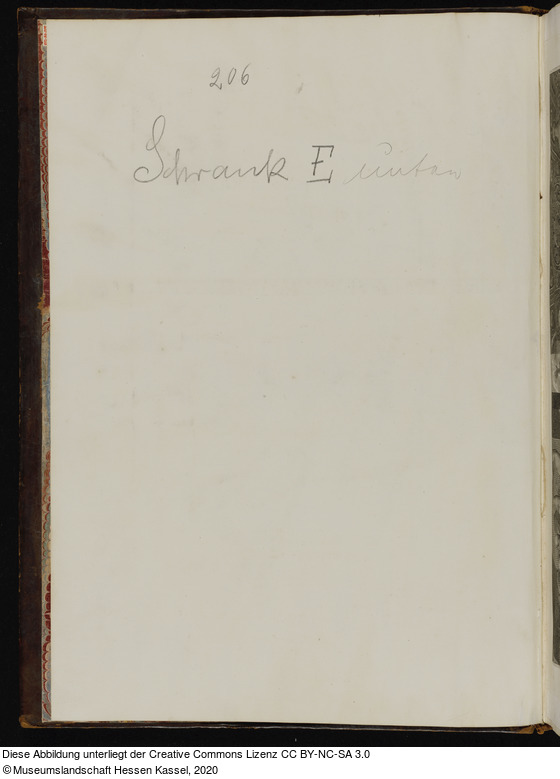 206
Schrank E unten
Diese Abbildung unterliegt der Creative Commons Lizenz CC BY-NC-SA 3.0
©Museumslandschaft Hessen Kassel, 2020